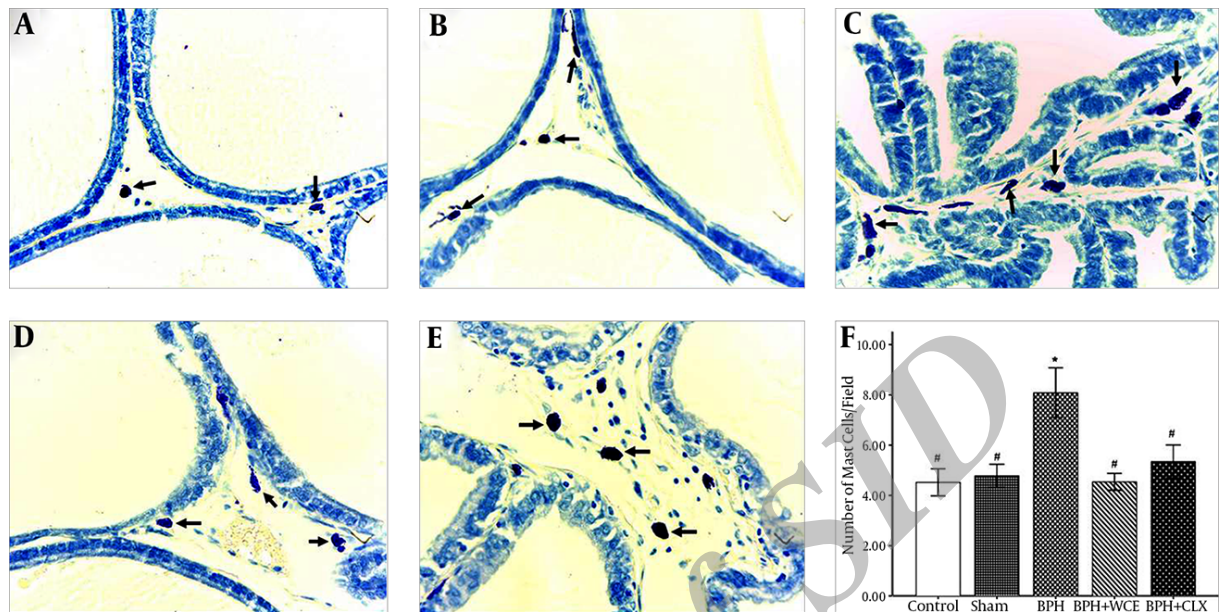 A
B
C
D
E
F
10.00
8.00
6.00
4.00
2.00
0.00
Number of Mast Cells/Field
#
#
*
#
#
Control Sham BPH BPH+WCE BPH+CLX
SID